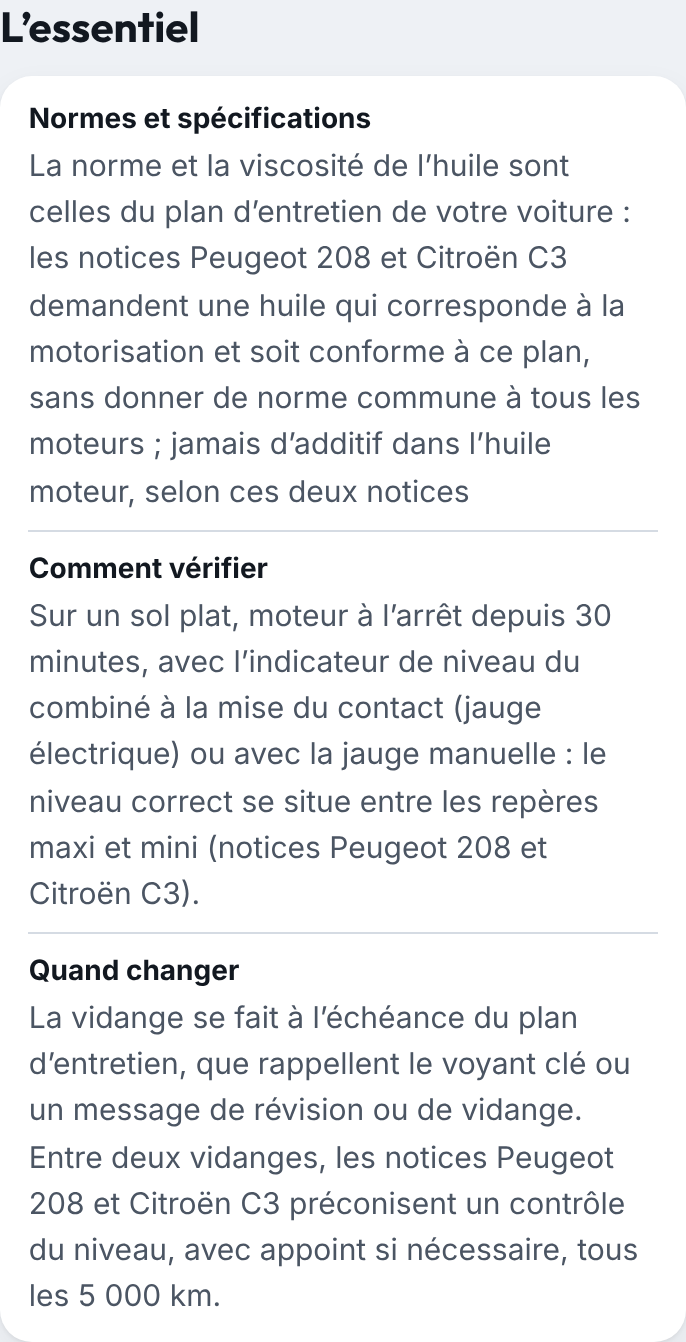 L’essentiel
Normes et spécifications
La norme et la viscosité de l’huile sont
celles du plan d’entretien de votre voiture :
les notices Peugeot 208 et Citroën C3
demandent une huile qui corresponde à la
motorisation et soit conforme à ce plan,
sans donner de norme commune à tous les
moteurs ; jamais d’additif dans l’huile
moteur, selon ces deux notices
Comment vérifier
Sur un sol plat, moteur à l’arrêt depuis 30
minutes, avec l’indicateur de niveau du
combiné à la mise du contact (jauge
électrique) ou avec la jauge manuelle : le
niveau correct se situe entre les repères
maxi et mini (notices Peugeot 208 et
Citroën C3).
Quand changer
La vidange se fait à l’échéance du plan
d’entretien, que rappellent le voyant clé ou
un message de révision ou de vidange.
Entre deux vidanges, les notices Peugeot
208 et Citroën C3 préconisent un contrôle
du niveau, avec appoint si nécessaire, tous
les 5 000 km.